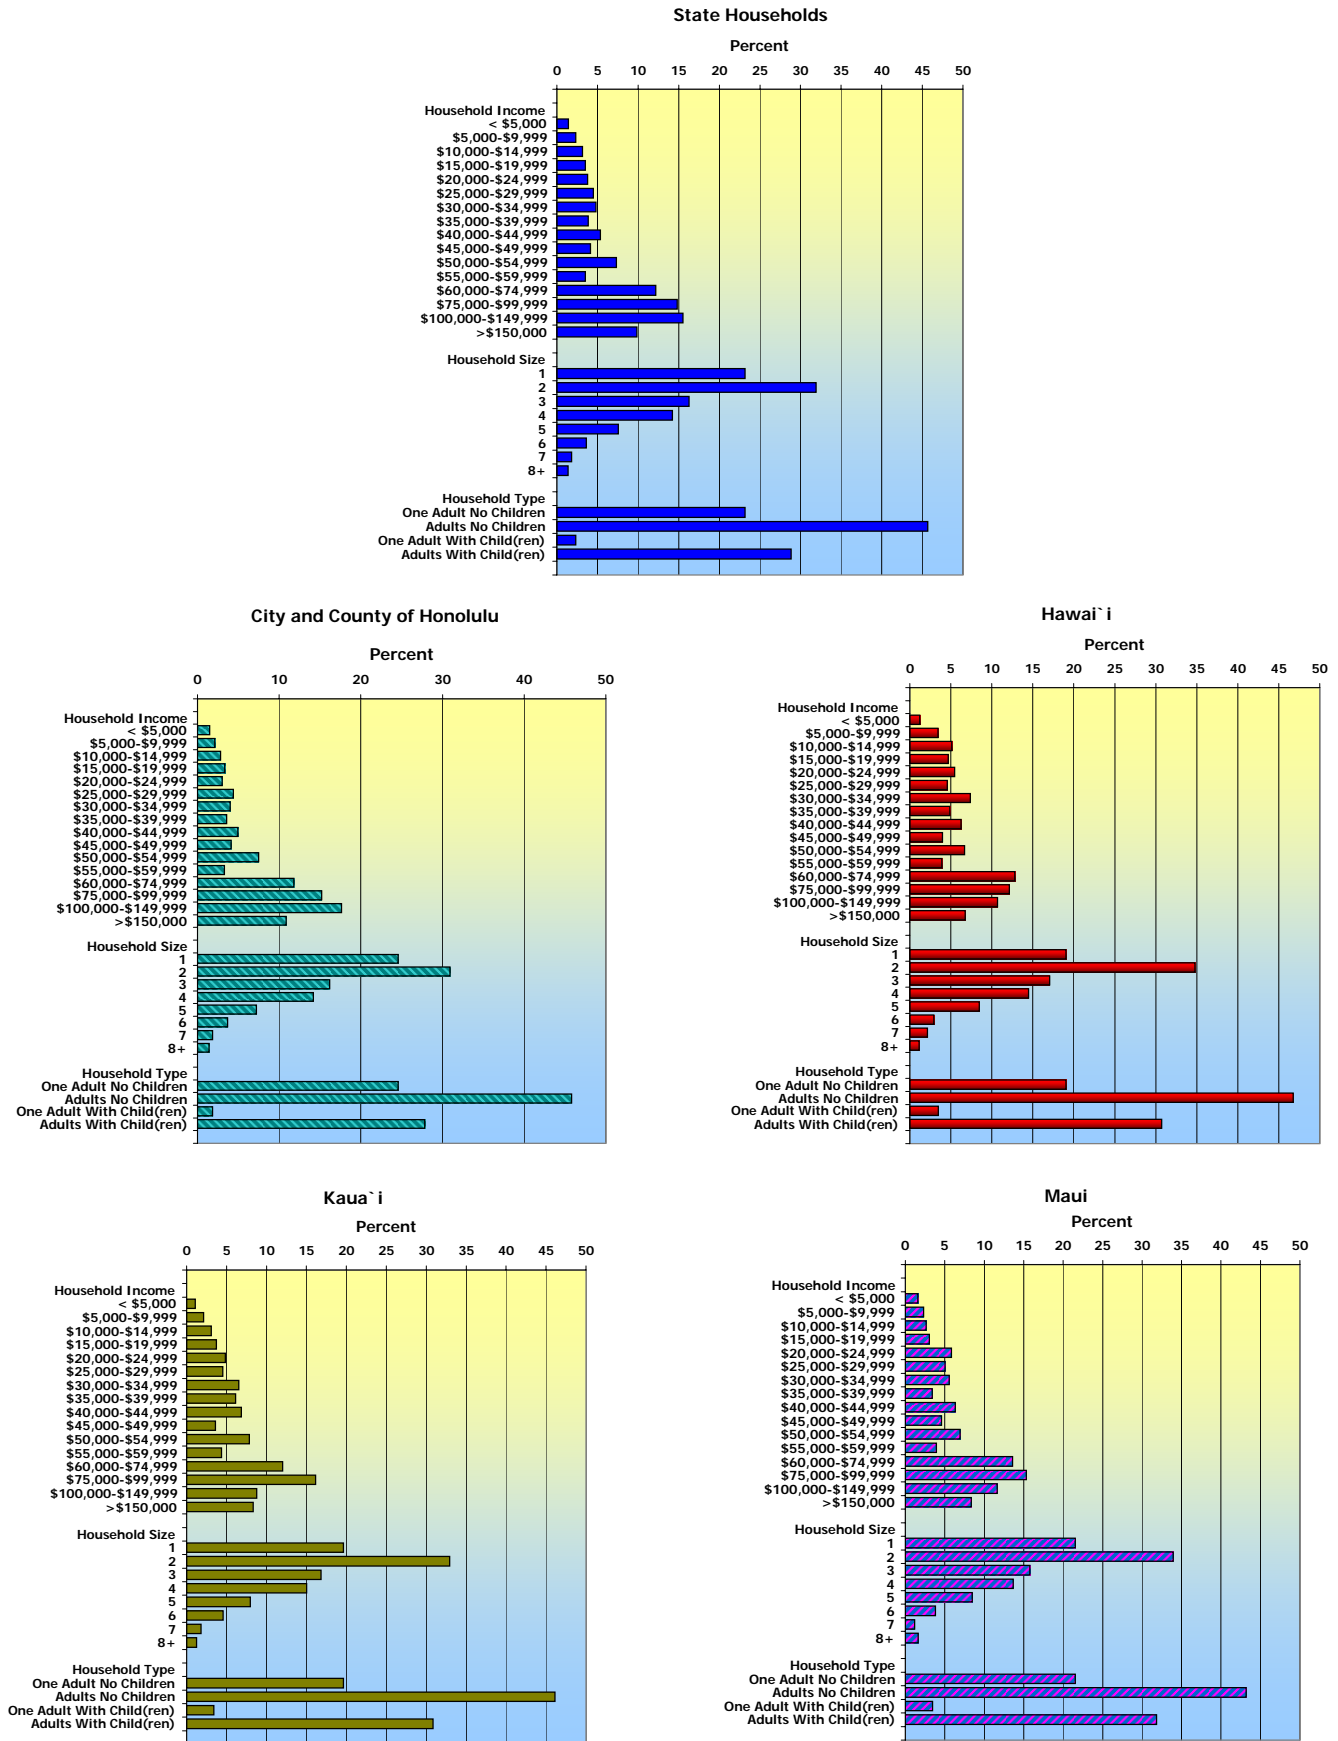 State Households
Percent
0 5 10 15 20 25 30 35 40 45 50
Household Income
< $5,000
$5,000-$9,999
$10,000-$14,999
$15,000-$19,999
$20,000-$24,999
$25,000-$29,999
$30,000-$34,999
$35,000-$39,999
$40,000-$44,999
$45,000-$49,999
$50,000-$54,999
$55,000-$59,999
$60,000-$74,999
$75,000-$99,999
$100,000-$149,999
>$150,000
Household Size
1
2
3
4
5
6
7
8+
Household Type
One Adult No Children
Adults No Children
One Adult With Child(ren)
Adults With Child(ren)
City and County of Honolulu
Percent
0 10 20 30 40 50
Household Income
< $5,000
$5,000-$9,999
$10,000-$14,999
$15,000-$19,999
$20,000-$24,999
$25,000-$29,999
$30,000-$34,999
$35,000-$39,999
$40,000-$44,999
$45,000-$49,999
$50,000-$54,999
$55,000-$59,999
$60,000-$74,999
$75,000-$99,999
$100,000-$149,999
>$150,000
Household Size
1
2
3
4
5
6
7
8+
Household Type
One Adult No Children
Adults No Children
One Adult With Child(ren)
Adults With Child(ren)
Hawai`i
Percent
0 5 10 15 20 25 30 35 40 45 50
Household Income
< $5,000
$5,000-$9,999
$10,000-$14,999
$15,000-$19,999
$20,000-$24,999
$25,000-$29,999
$30,000-$34,999
$35,000-$39,999
$40,000-$44,999
$45,000-$49,999
$50,000-$54,999
$55,000-$59,999
$60,000-$74,999
$75,000-$99,999
$100,000-$149,999
>$150,000
Household Size
1
2
3
4
5
6
7
8+
Household Type
One Adult No Children
Adults No Children
One Adult With Child(ren)
Adults With Child(ren)
Kaua`i
Percent
0 5 10 15 20 25 30 35 40 45 50
Household Income
< $5,000
$5,000-$9,999
$10,000-$14,999
$15,000-$19,999
$20,000-$24,999
$25,000-$29,999
$30,000-$34,999
$35,000-$39,999
$40,000-$44,999
$45,000-$49,999
$50,000-$54,999
$55,000-$59,999
$60,000-$74,999
$75,000-$99,999
$100,000-$149,999
>$150,000
Household Size
1
2
3
4
5
6
7
8+
Household Type
One Adult No Children
Adults No Children
One Adult With Child(ren)
Adults With Child(ren)
Maui
Percent
0 5 10 15 20 25 30 35 40 45 50
Household Income
< $5,000
$5,000-$9,999
$10,000-$14,999
$15,000-$19,999
$20,000-$24,999
$25,000-$29,999
$30,000-$34,999
$35,000-$39,999
$40,000-$44,999
$45,000-$49,999
$50,000-$54,999
$55,000-$59,999
$60,000-$74,999
$75,000-$99,999
$100,000-$149,999
>$150,000
Household Size
1
2
3
4
5
6
7
8+
Household Type
One Adult No Children
Adults No Children
One Adult With Child(ren)
Adults With Child(ren)